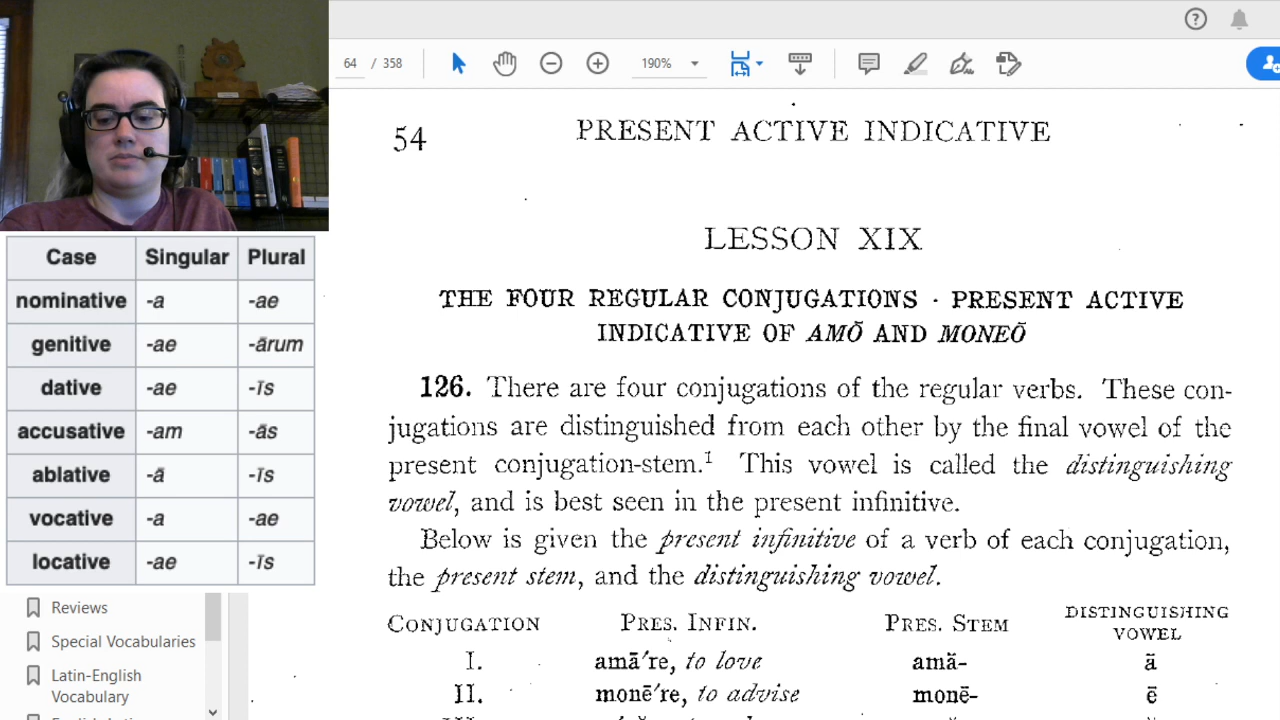 64 / 358
190%
54 PRESENT ACTIVE INDICATIVE
LESSON XIX
THE FOUR REGULAR CONJUGATIONS · PRESENT ACTIVE
INDICATIVE OF AMŌ AND MONEŌ
126. There are four conjugations of the regular verbs. These con-
jugations are distinguished from each other by the final vowel of the
present conjugation-stem.¹ This vowel is called the distinguishing
vowel, and is best seen in the present infinitive.
Below is given the present infinitive of a verb of each conjugation,
the present stem, and the distinguishing vowel.
CONJUGATION PRES. INFIN. PRES. STEM DISTINGUISHING
VOWEL
I. amā′re, to love amā- ā
II. monē′re, to advise monē- ē
Case Singular Plural
nominative -a -ae
genitive -ae -ārum
dative -ae -īs
accusative -am -ās
ablative -ā -īs
vocative -a -ae
locative -ae -īs
Reviews
Special Vocabularies
Latin-English
Vocabulary